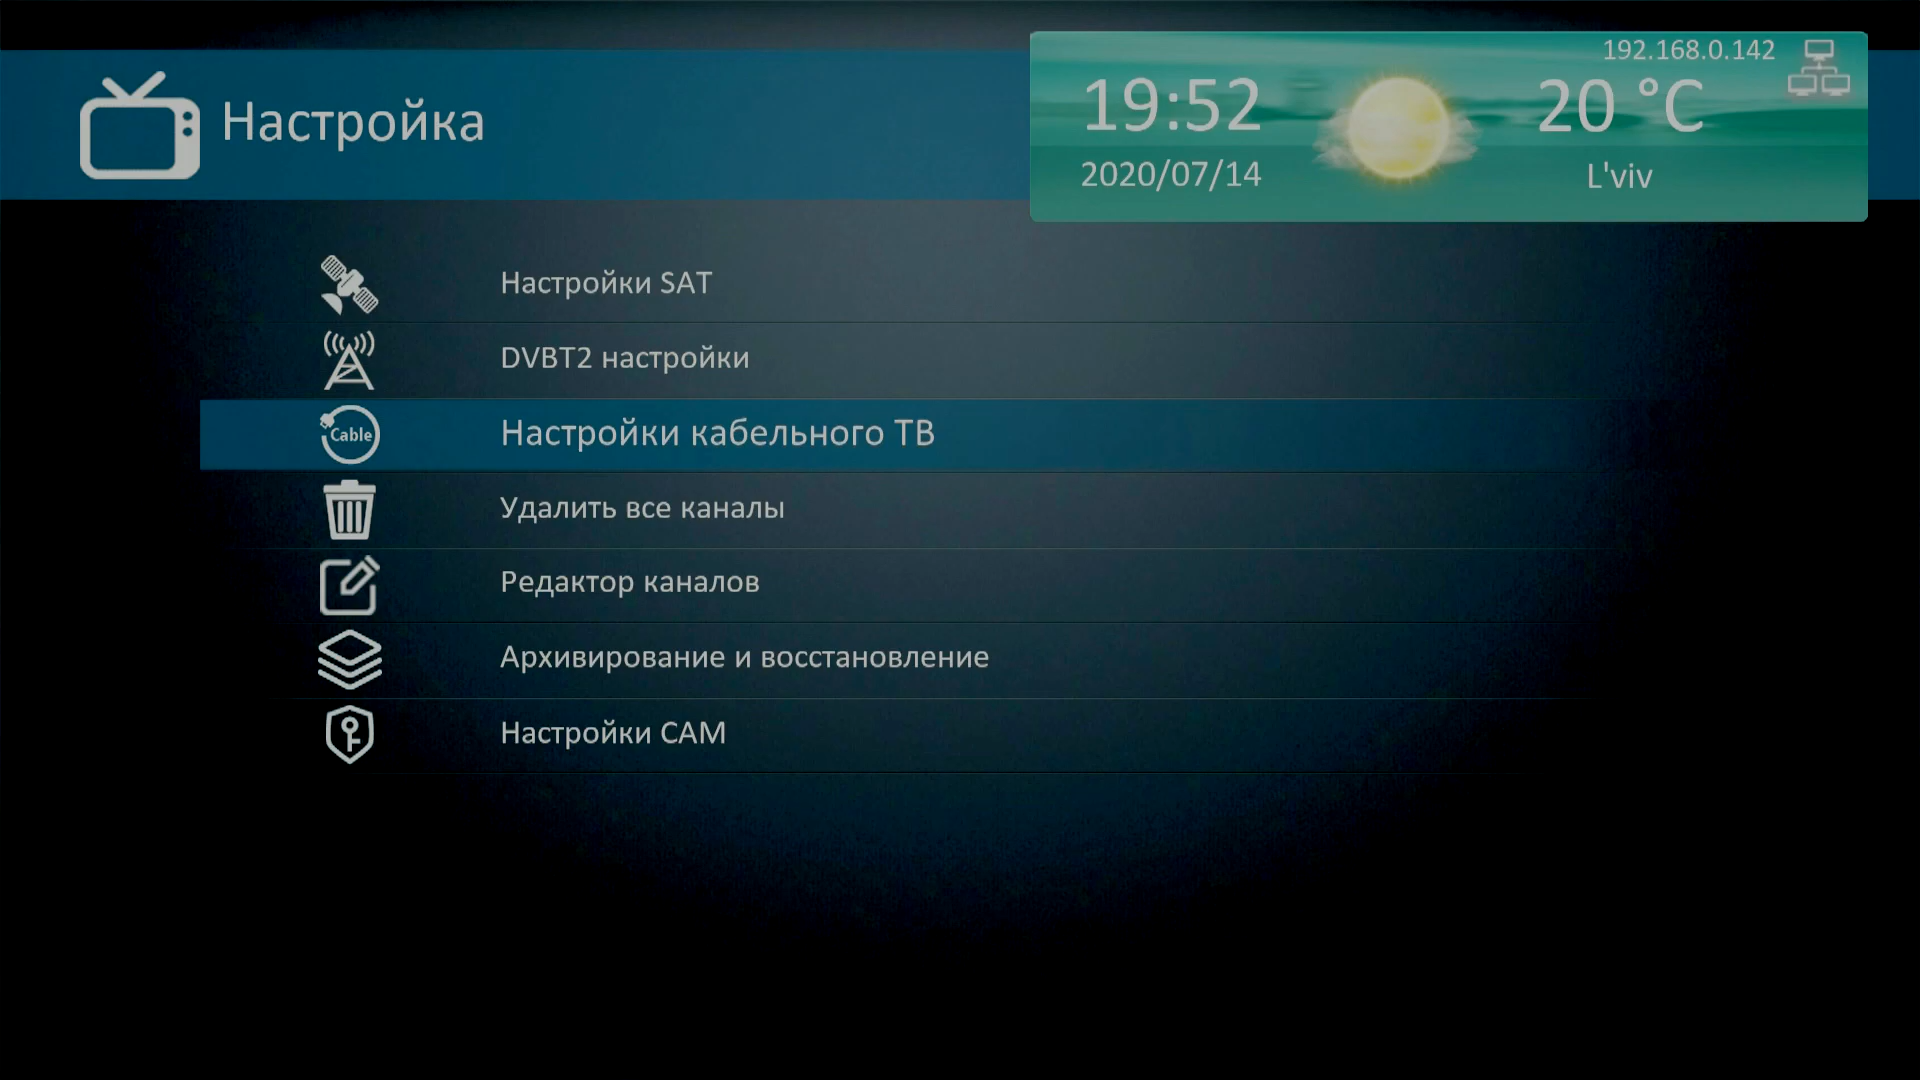 Настройка
192.168.0.142
19:52
20 °C
2020/07/14
L'viv
Настройки SAT
DVBT2 настройки
Cable
Настройки кабельного ТВ
Удалить все каналы
Редактор каналов
Архивирование и восстановление
Настройки CAM